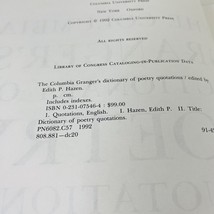 COLUMBIA UNIVERSITY PRESS
NEW YORK OXFORD
COPYRIGHT © 1992 COLUMBIA UNIVERSITY PRESS
ALL RIGHTS RESERVED
LIBRARY OF CONGRESS CATALOGING-IN-PUBLICATION DATA
The Columbia Granger's dictionary of poetry quotations / edited by
Edith P. Hazen.
p. cm.
Includes indexes.
ISBN 0-231-07546-4 : $99.00
1. Quotations, English. I. Hazen, Edith P. II. Title:
Dictionary of poetry quotations.
PN6082.C57 1992
808.881—dc20 91-4